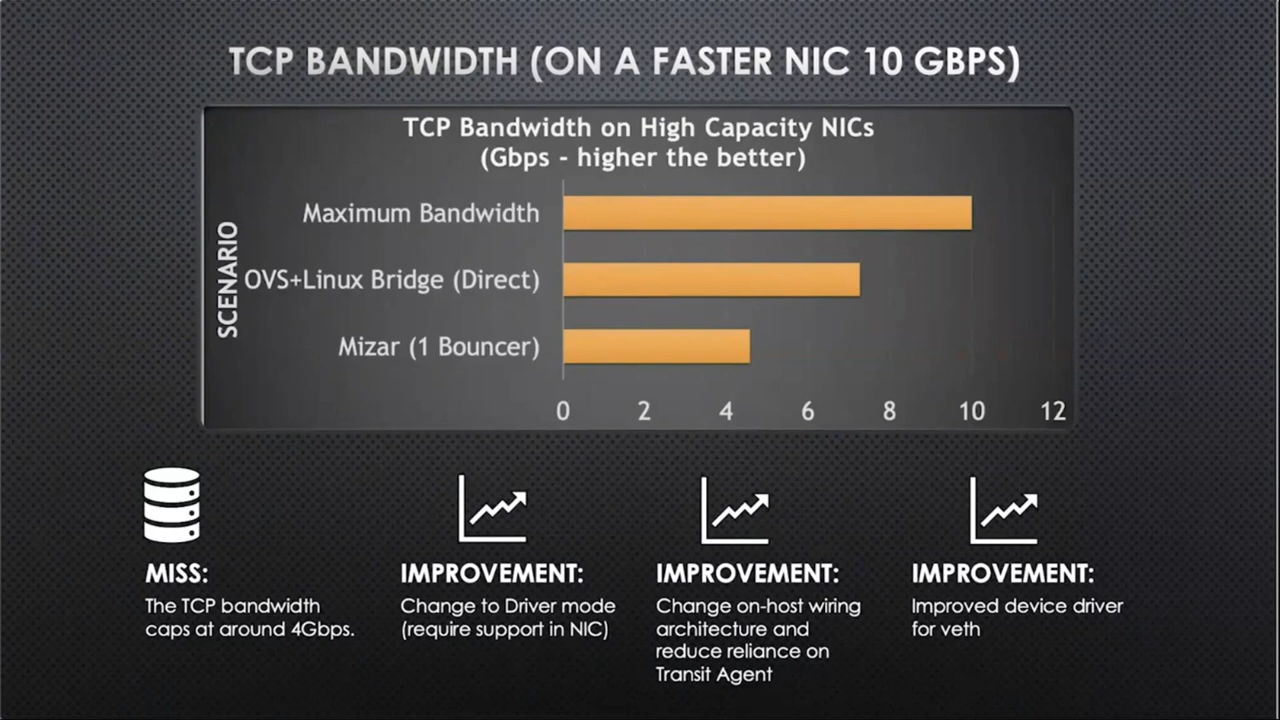 TCP BANDWIDTH (ON A FASTER NIC 10 GBPS)
TCP Bandwidth on High Capacity NICs
(Gbps - higher the better)
SCENARIO
Maximum Bandwidth
OVS+Linux Bridge (Direct)
Mizar (1 Bouncer)
0 2 4 6 8 10 12
MISS:
The TCP bandwidth
caps at around 4Gbps.
IMPROVEMENT:
Change to Driver mode
(require support in NIC)
IMPROVEMENT:
Change on-host wiring
architecture and
reduce reliance on
Transit Agent
IMPROVEMENT:
Improved device driver
for veth